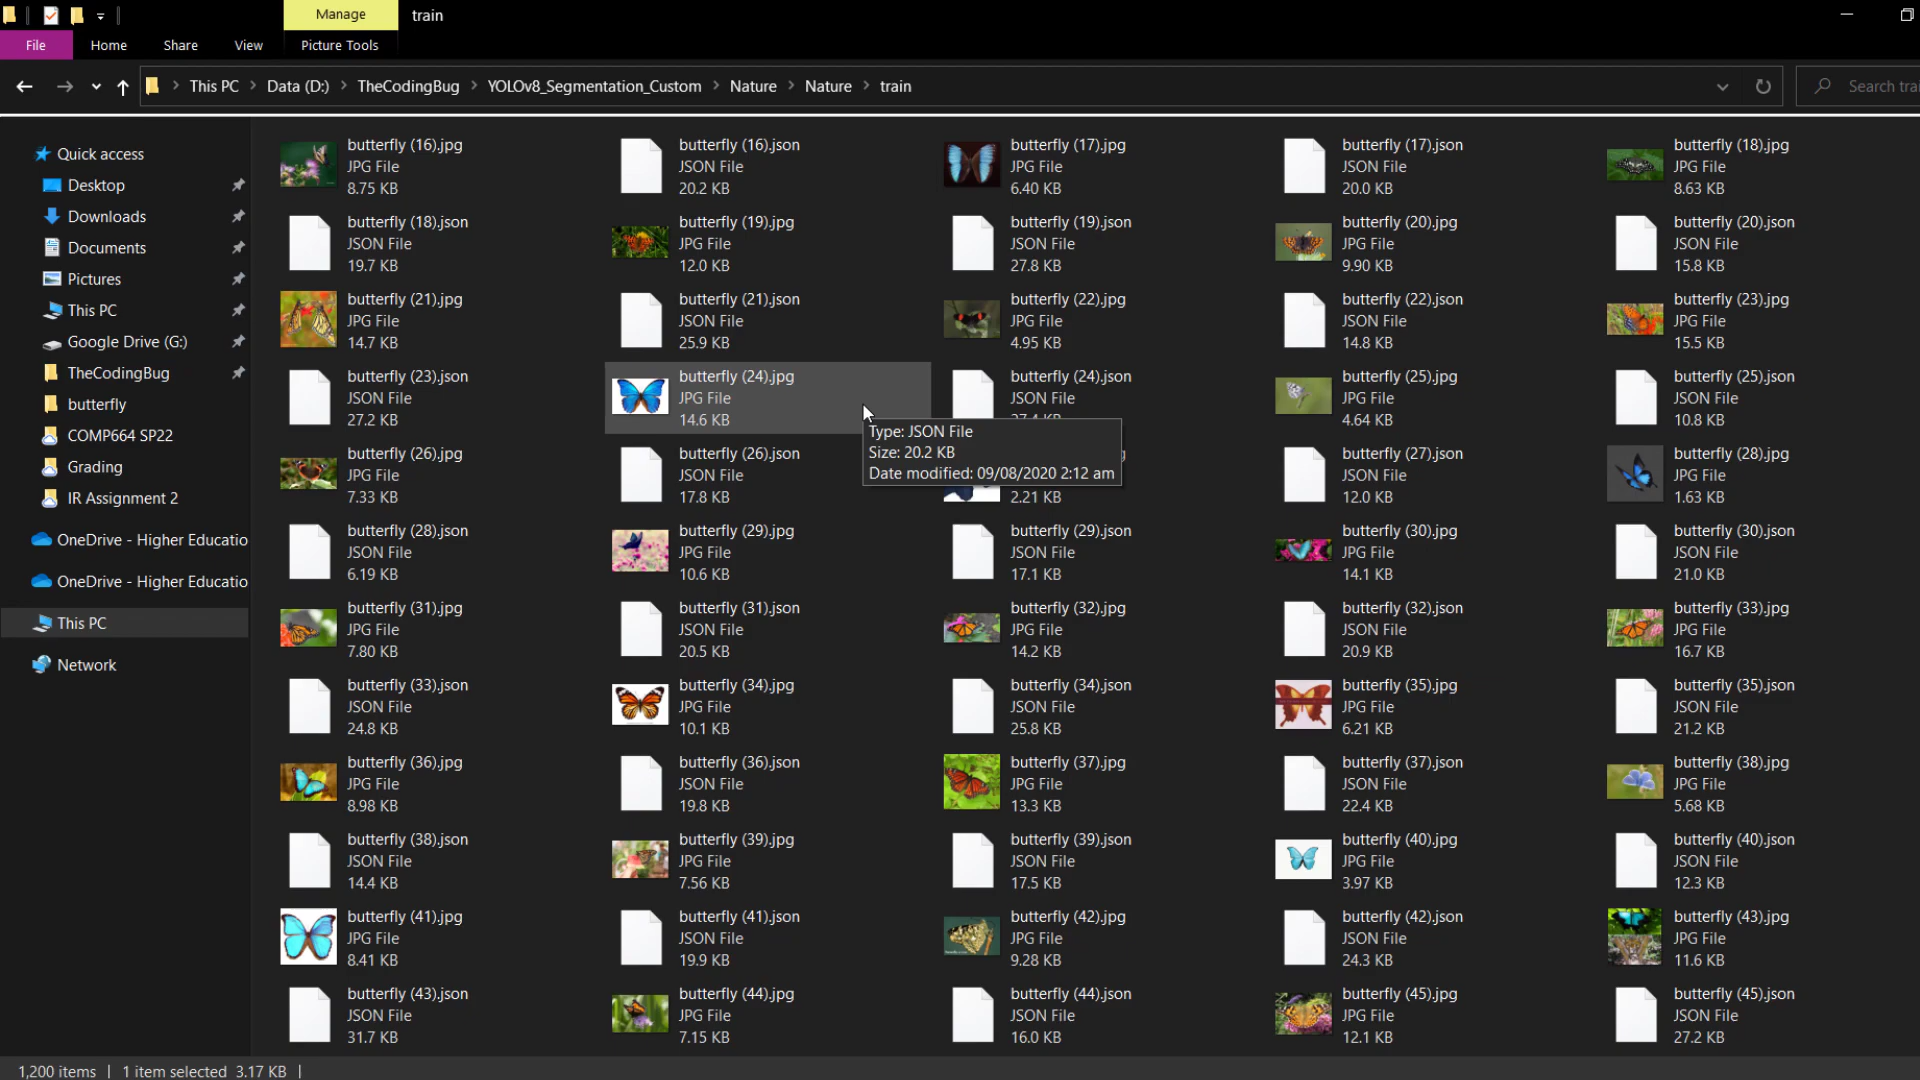 Manage
train
File
Home
Share
View
Picture Tools
This PC
Data (D:)
TheCodingBug
YOLOv8_Segmentation_Custom
Nature
Nature
train
Search trai
Quick access
Desktop
Downloads
Documents
Pictures
This PC
Google Drive (G:)
TheCodingBug
butterfly
COMP664 SP22
Grading
IR Assignment 2
OneDrive - Higher Educatio
OneDrive - Higher Educatio
This PC
Network
butterfly (16).jpg
JPG File
8.75 KB
butterfly (16).json
JSON File
20.2 KB
butterfly (17).jpg
JPG File
6.40 KB
butterfly (17).json
JSON File
20.0 KB
butterfly (18).jpg
JPG File
8.63 KB
butterfly (18).json
JSON File
19.7 KB
butterfly (19).jpg
JPG File
12.0 KB
butterfly (19).json
JSON File
27.8 KB
butterfly (20).jpg
JPG File
9.90 KB
butterfly (20).json
JSON File
15.8 KB
butterfly (21).jpg
JPG File
14.7 KB
butterfly (21).json
JSON File
25.9 KB
butterfly (22).jpg
JPG File
4.95 KB
butterfly (22).json
JSON File
14.8 KB
butterfly (23).jpg
JPG File
15.5 KB
butterfly (23).json
JSON File
27.2 KB
butterfly (24).jpg
JPG File
14.6 KB
butterfly (24).json
JSON File
butterfly (25).jpg
JPG File
4.64 KB
butterfly (25).json
JSON File
10.8 KB
Type: JSON File
Size: 20.2 KB
Date modified: 09/08/2020 2:12 am
butterfly (26).jpg
JPG File
7.33 KB
butterfly (26).json
JSON File
17.8 KB
2.21 KB
butterfly (27).json
JSON File
12.0 KB
butterfly (28).jpg
JPG File
1.63 KB
butterfly (28).json
JSON File
6.19 KB
butterfly (29).jpg
JPG File
10.6 KB
butterfly (29).json
JSON File
17.1 KB
butterfly (30).jpg
JPG File
14.1 KB
butterfly (30).json
JSON File
21.0 KB
butterfly (31).jpg
JPG File
7.80 KB
butterfly (31).json
JSON File
20.5 KB
butterfly (32).jpg
JPG File
14.2 KB
butterfly (32).json
JSON File
20.9 KB
butterfly (33).jpg
JPG File
16.7 KB
butterfly (33).json
JSON File
24.8 KB
butterfly (34).jpg
JPG File
10.1 KB
butterfly (34).json
JSON File
25.8 KB
butterfly (35).jpg
JPG File
6.21 KB
butterfly (35).json
JSON File
21.2 KB
butterfly (36).jpg
JPG File
8.98 KB
butterfly (36).json
JSON File
19.8 KB
butterfly (37).jpg
JPG File
13.3 KB
butterfly (37).json
JSON File
22.4 KB
butterfly (38).jpg
JPG File
5.68 KB
butterfly (38).json
JSON File
14.4 KB
butterfly (39).jpg
JPG File
7.56 KB
butterfly (39).json
JSON File
17.5 KB
butterfly (40).jpg
JPG File
3.97 KB
butterfly (40).json
JSON File
12.3 KB
butterfly (41).jpg
JPG File
8.41 KB
butterfly (41).json
JSON File
19.9 KB
butterfly (42).jpg
JPG File
9.28 KB
butterfly (42).json
JSON File
24.3 KB
butterfly (43).jpg
JPG File
11.6 KB
butterfly (43).json
JSON File
31.7 KB
butterfly (44).jpg
JPG File
7.15 KB
butterfly (44).json
JSON File
16.0 KB
butterfly (45).jpg
JPG File
12.1 KB
butterfly (45).json
JSON File
27.2 KB
1,200 items
1 item selected 3.17 KB